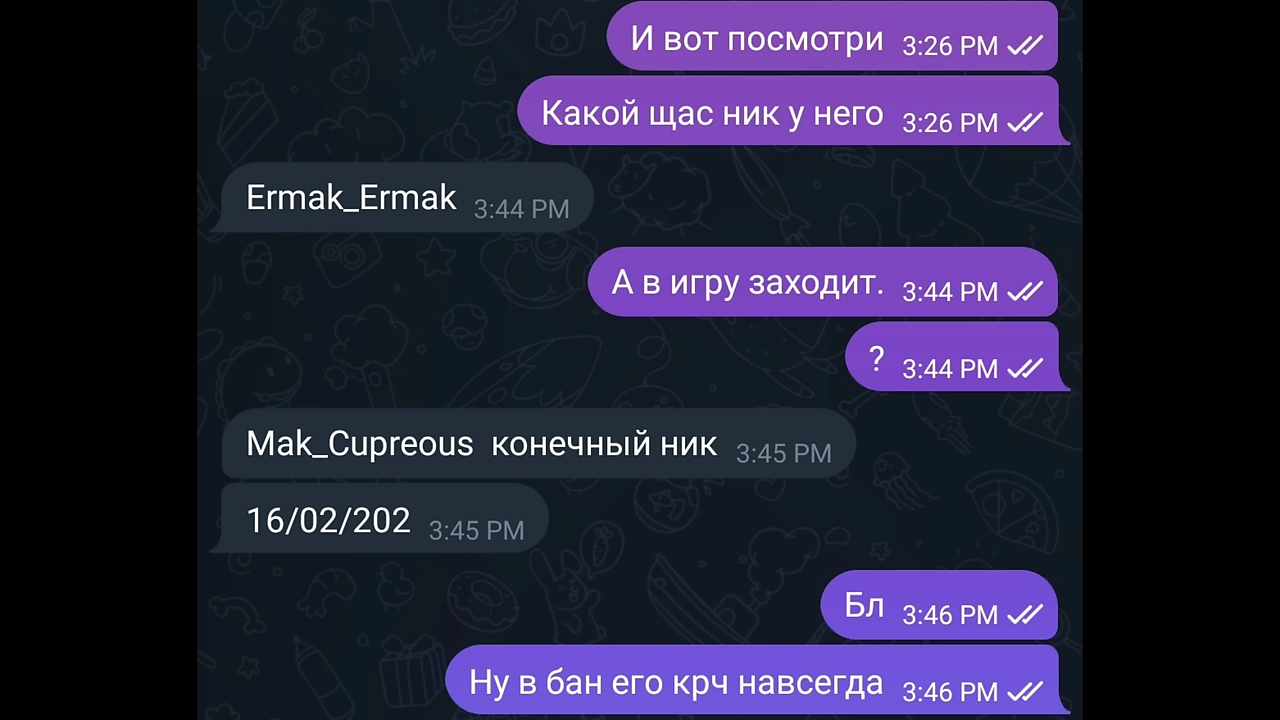 И вот посмотри 3:26 PM
Какой щас ник у него 3:26 PM
Ermak_Ermak 3:44 PM
А в игру заходит. 3:44 PM
? 3:44 PM
Mak_Cupreous конечный ник 3:45 PM
16/02/202 3:45 PM
Бл 3:46 PM
Ну в бан его крч навсегда 3:46 PM